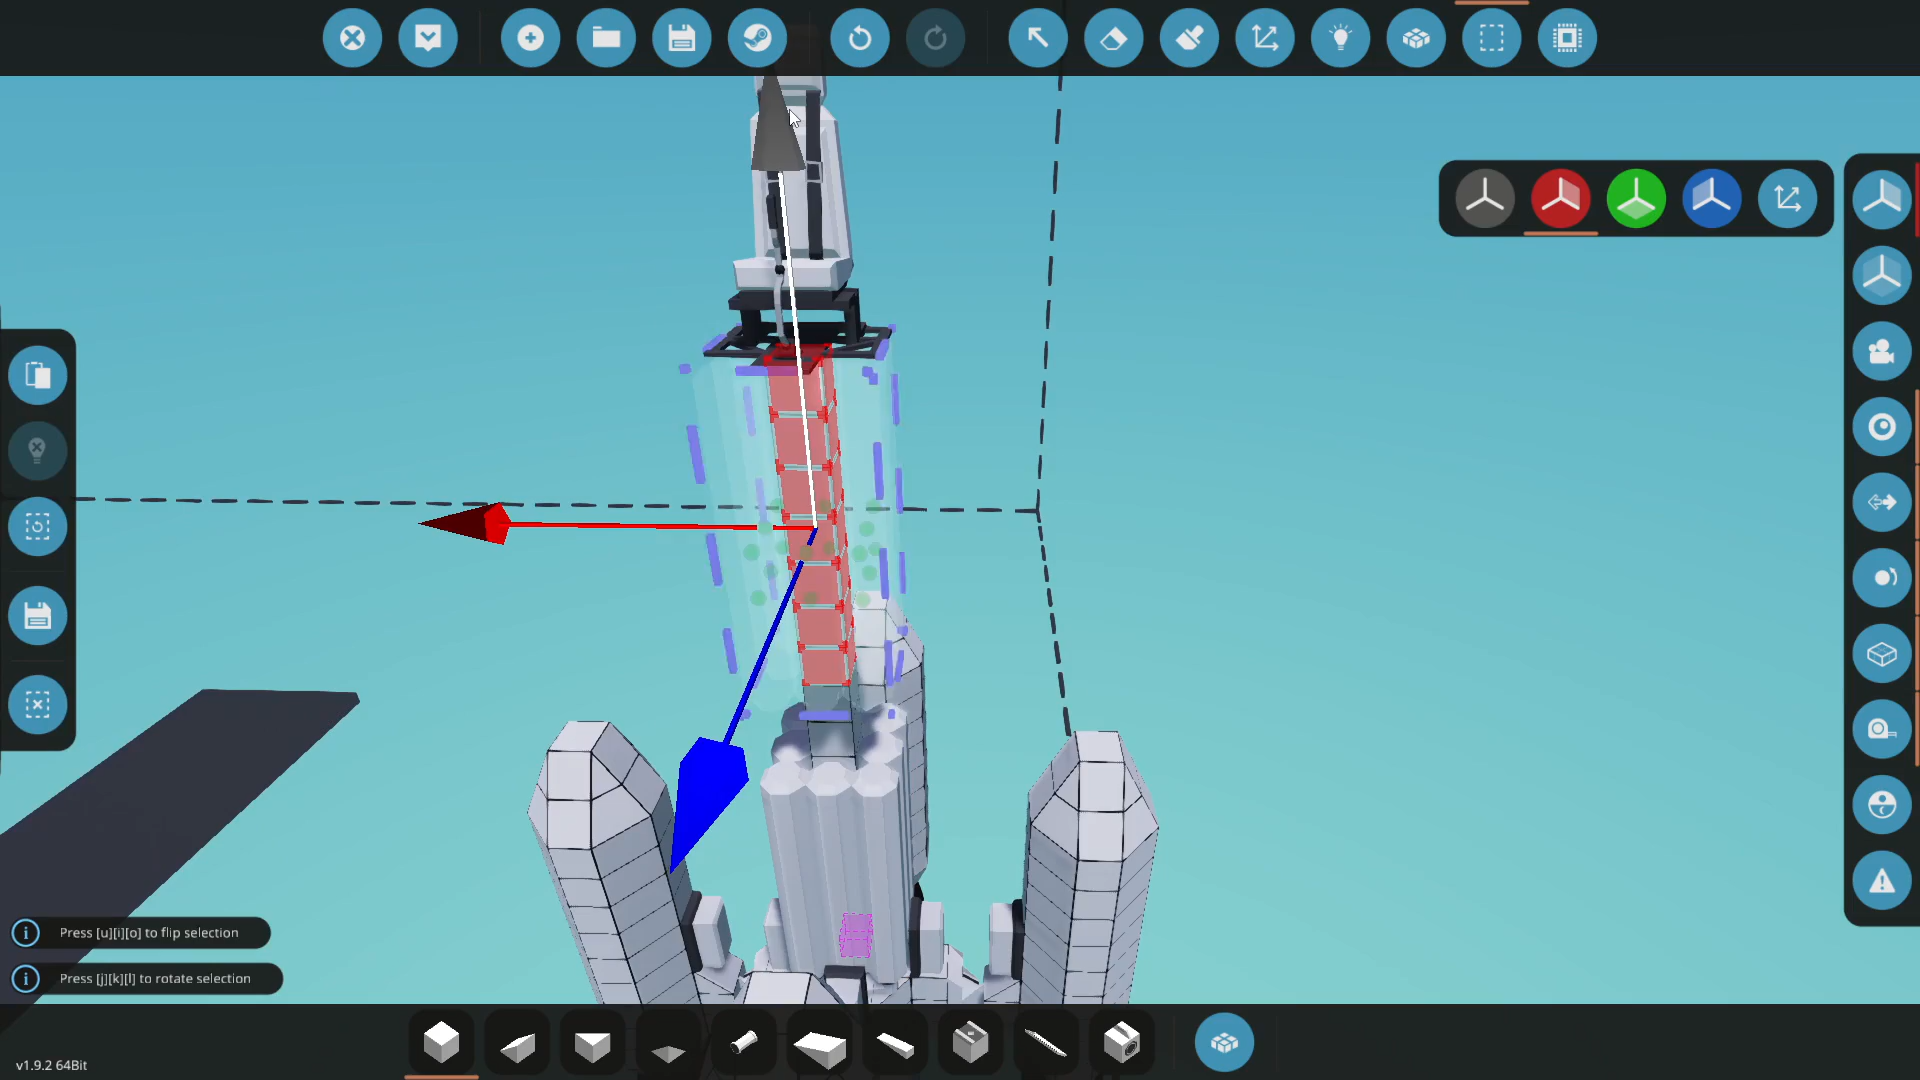 Press [u][i][o] to flip selection
Press [j][k][l] to rotate selection
v1.9.2 64Bit